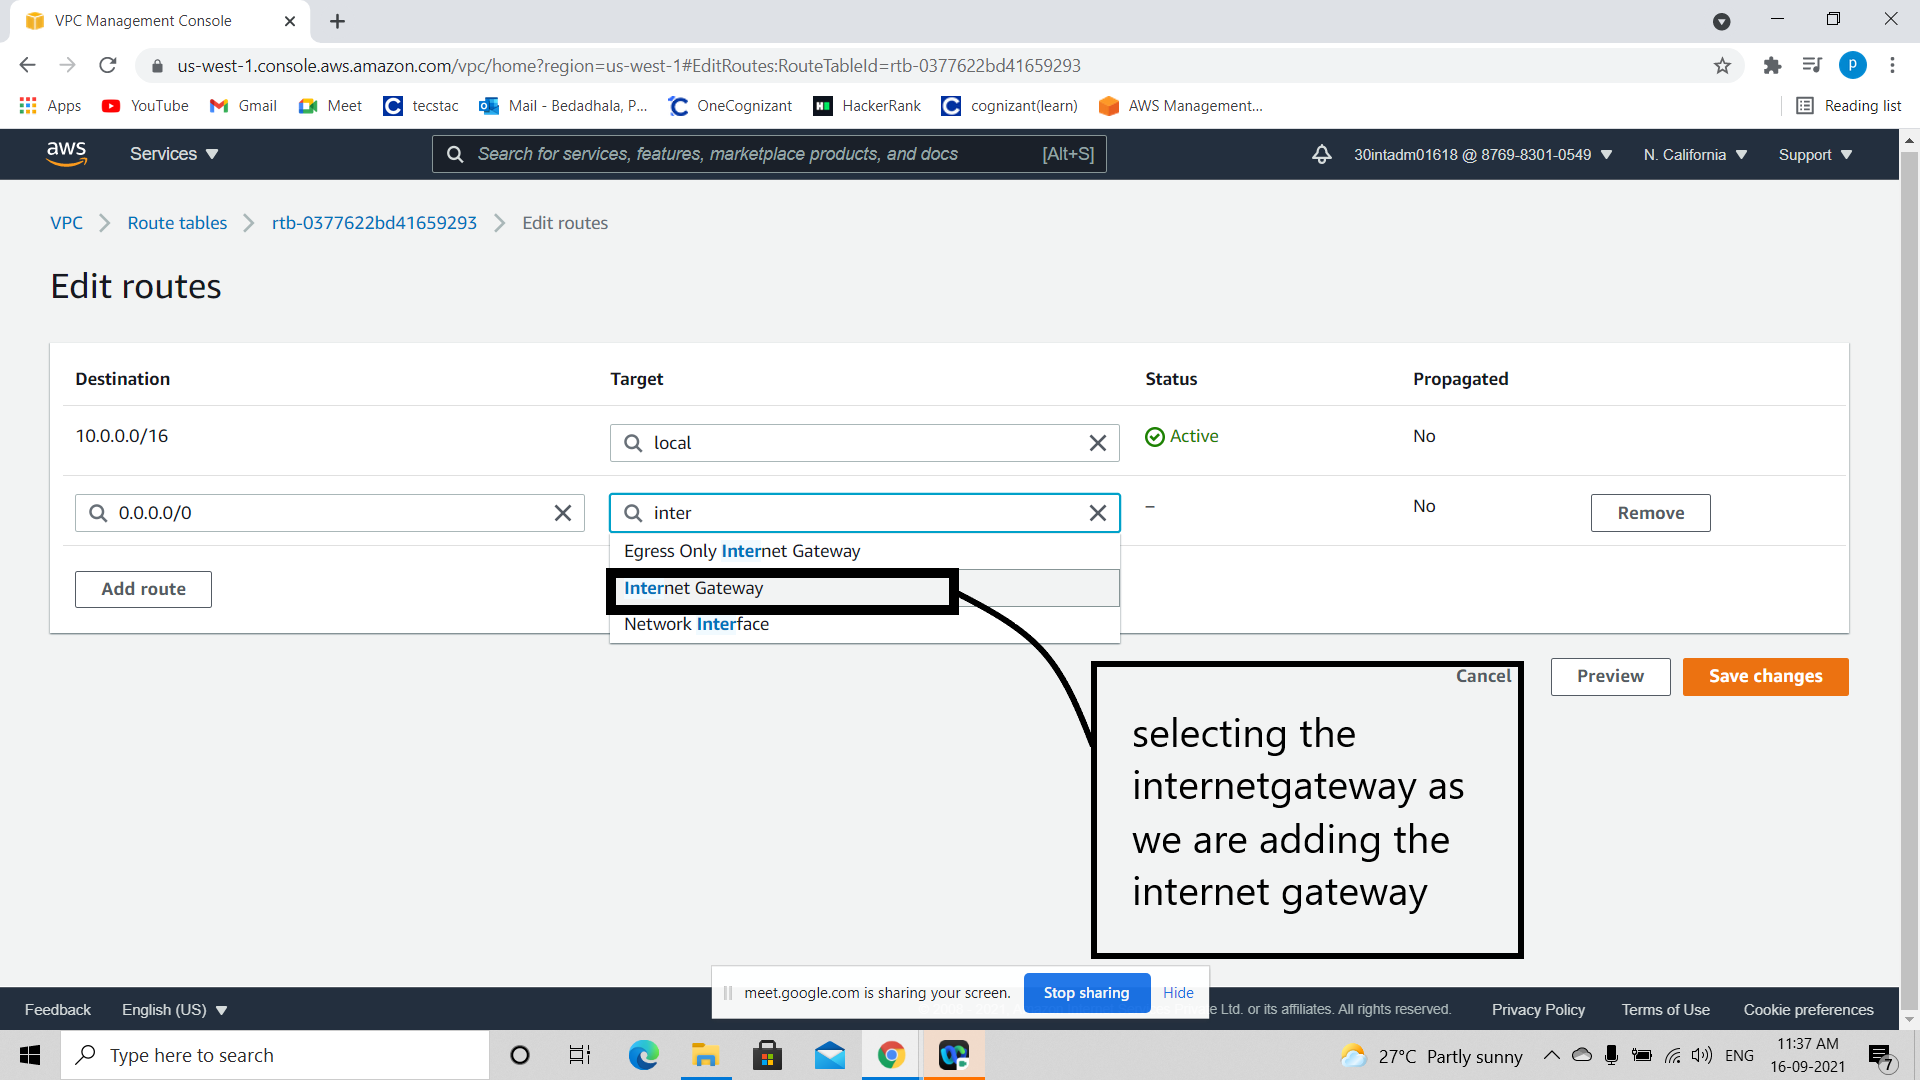 VPC Management Console
us-west-1.console.aws.amazon.com/vpc/home?region=us-west-1#EditRoutes:RouteTableId=rtb-0377622bd41659293
p
Apps YouTube Gmail Meet tecstac Mail - Bedadhala, P... OneCognizant HackerRank cognizant(learn) AWS Management... Reading list
aws Services Search for services, features, marketplace products, and docs [Alt+S] 30intadm01618 @ 8769-8301-0549 N. California Support
VPC Route tables rtb-0377622bd41659293 Edit routes
Edit routes
Destination Target Status Propagated
10.0.0.0/16 local Active No
0.0.0.0/0 inter – No Remove
Egress Only Internet Gateway
Add route Internet Gateway
Network Interface
Cancel Preview Save changes
selecting the
internetgateway as
we are adding the
internet gateway
meet.google.com is sharing your screen. Stop sharing Hide
Feedback English (US) Ltd. or its affiliates. All rights reserved. Privacy Policy Terms of Use Cookie preferences
Type here to search 27°C Partly sunny ENG 11:37 AM
16-09-2021 7